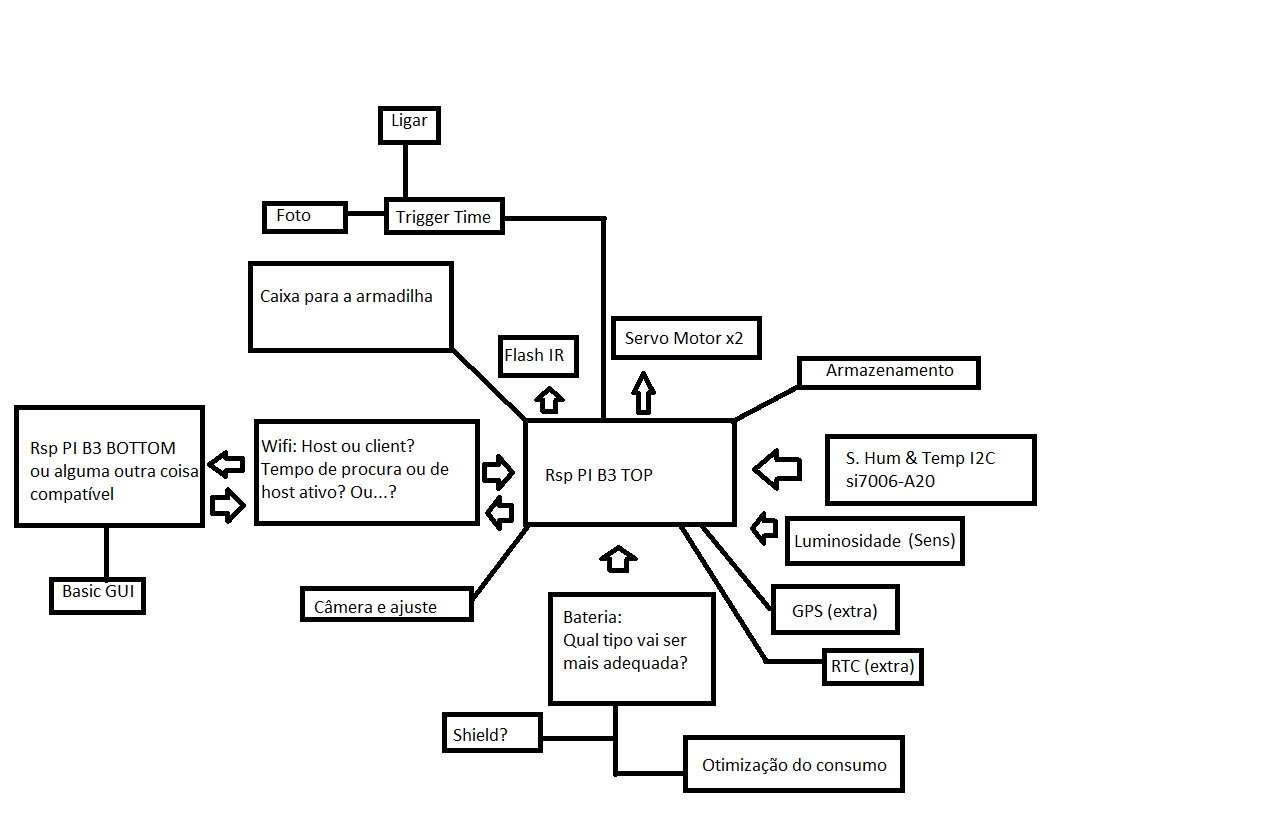 Ligar
Foto
Trigger Time
Caixa para a armadilha
Flash IR
Servo Motor x2
Armazenamento
Rsp PI B3 BOTTOM
ou alguma outra coisa
compatível
Wifi: Host ou client?
Tempo de procura ou de
host ativo? Ou...?
Rsp PI B3 TOP
S. Hum & Temp I2C
si7006-A20
Luminosidade (Sens)
Basic GUI
Câmera e ajuste
Bateria:
Qual tipo vai ser
mais adequada?
GPS (extra)
RTC (extra)
Shield?
Otimização do consumo